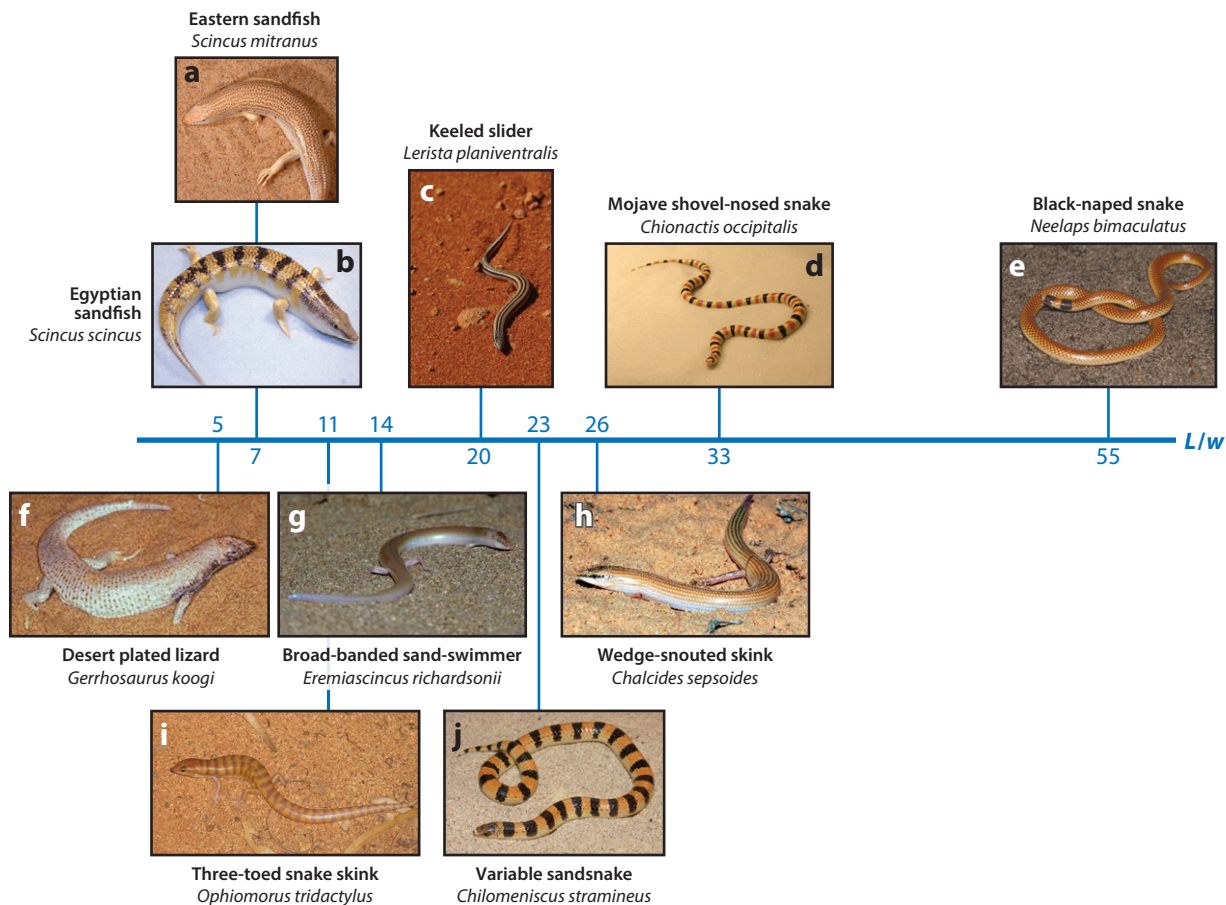 Eastern sandfish
Scincus mitranus
a
Keeled slider
Lerista planiventralis
c
Mojave shovel-nosed snake
Chionactis occipitalis
d
Black-naped snake
Neelaps bimaculatus
e
b
Egyptian
sandfish
Scincus scincus
5
11
14
23
26
L/w
7
20
33
55
f
g
h
Desert plated lizard
Gerrhosaurus koogi
Broad-banded sand-swimmer
Eremiascincus richardsonii
Wedge-snouted skink
Chalcides sepsoides
i
j
Three-toed snake skink
Ophiomorus tridactylus
Variable sandsnake
Chilomeniscus stramineus